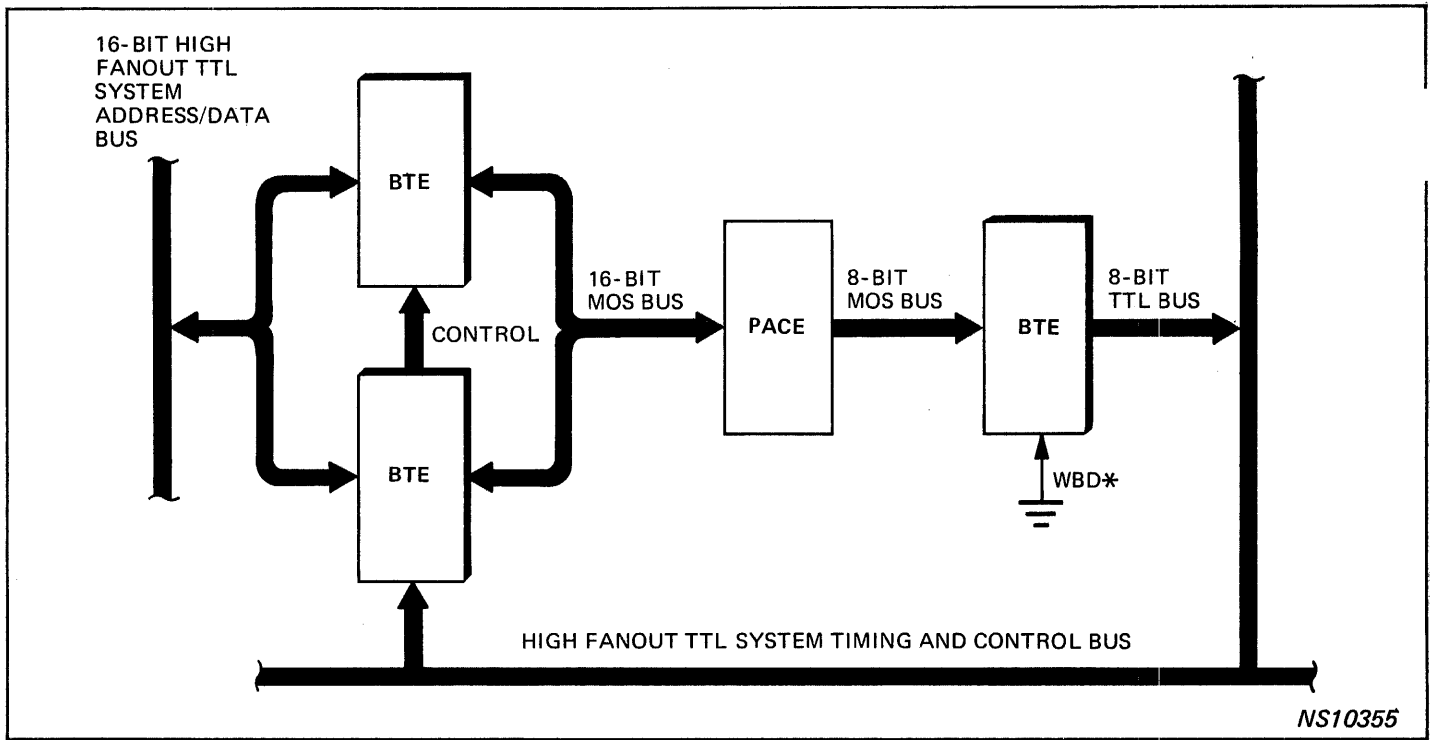 16-BIT HIGH
FANOUT TTL
SYSTEM
ADDRESS/DATA
BUS
BTE
CONTROL
BTE
16-BIT
MOS BUS
PACE
8-BIT
MOS BUS
BTE
8-BIT
TTL BUS
WBD*
HIGH FANOUT TTL SYSTEM TIMING AND CONTROL BUS
NS10355